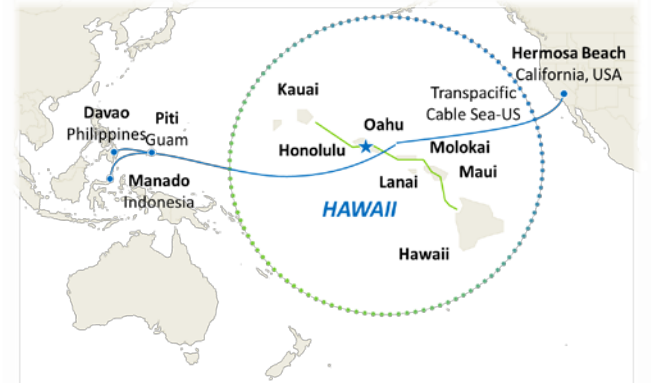 Hermosa Beach
California, USA
Transpacific
Cable Sea-US
Kauai
Oahu
Honolulu
Molokai
Maui
Lanai
HAWAII
Hawaii
Davao
Philippines
Piti
Guam
Manado
Indonesia